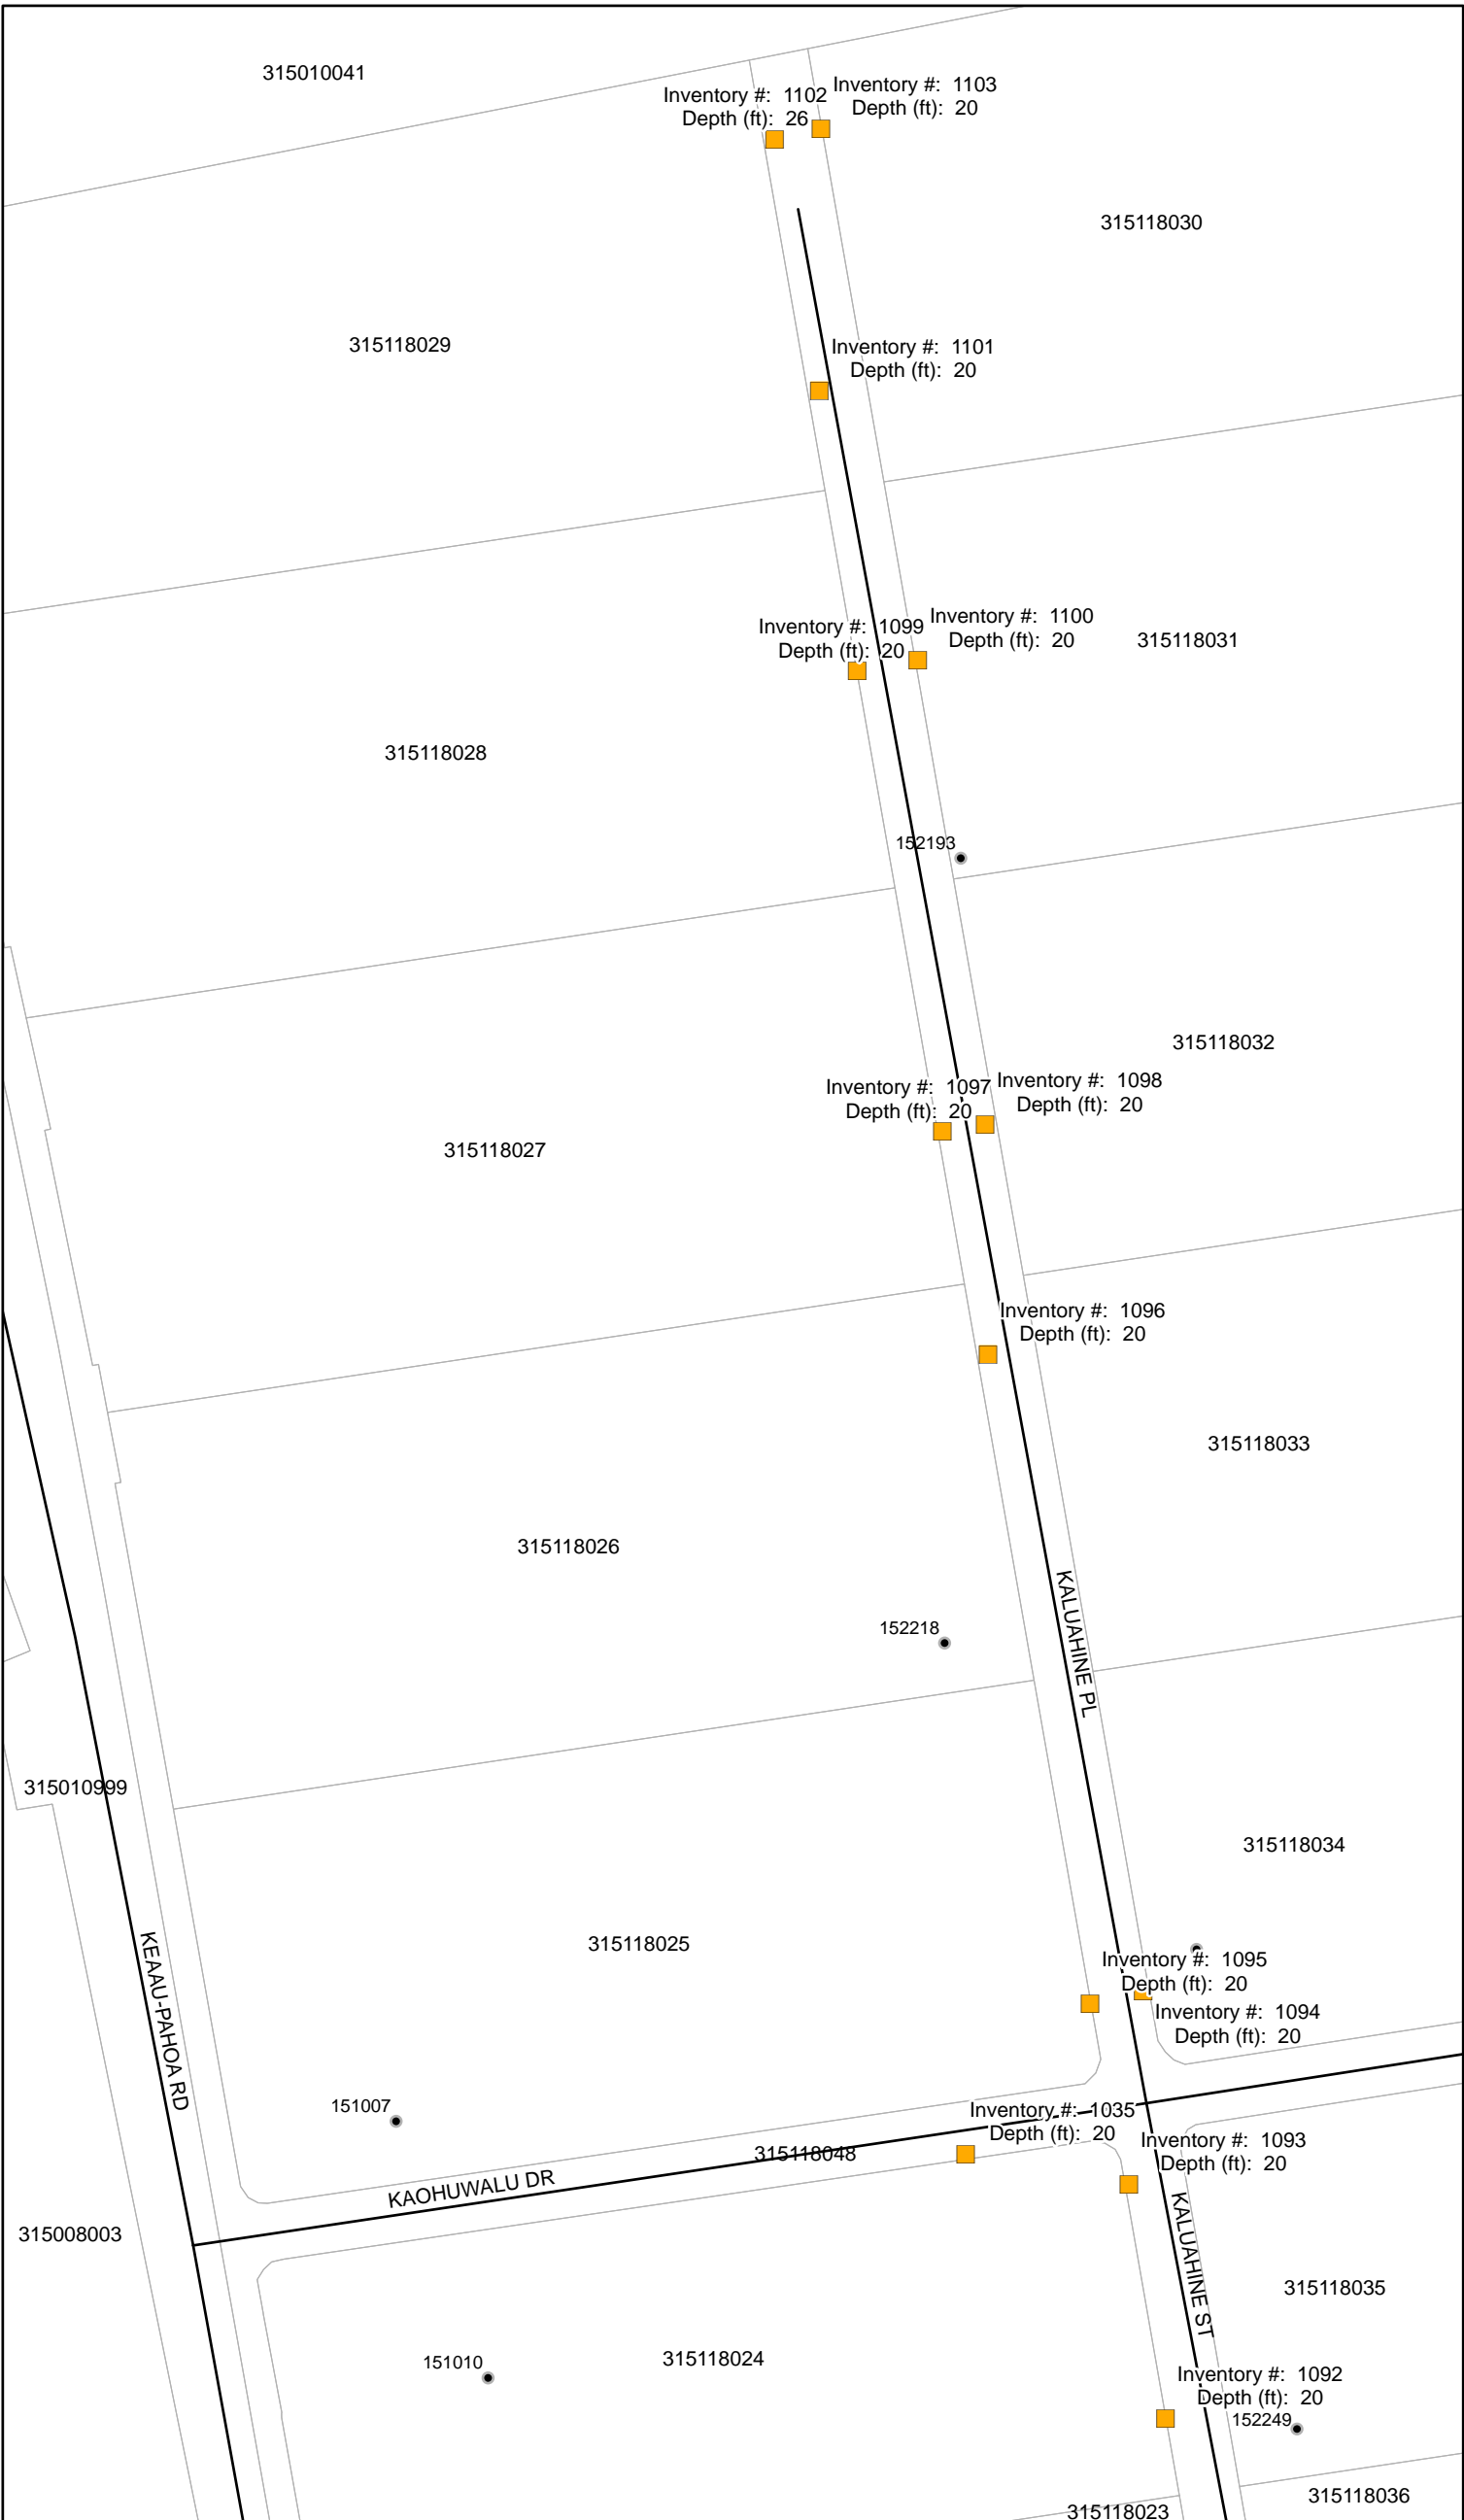 315010041
Inventory #: 1102
Depth (ft): 26
Inventory #: 1103
Depth (ft): 20
315118030
315118029
Inventory #: 1101
Depth (ft): 20
Inventory #: 1099
Depth (ft): 20
Inventory #: 1100
Depth (ft): 20
315118031
315118028
152193
315118032
Inventory #: 1097
Depth (ft): 20
Inventory #: 1098
Depth (ft): 20
315118027
Inventory #: 1096
Depth (ft): 20
315118033
315118026
KALUAHINE PL
152218
315010999
315118034
315118025
KEAAU-PAHOA RD
Inventory #: 1095
Depth (ft): 20
Inventory #: 1094
Depth (ft): 20
151007
Inventory #: 1035
Depth (ft): 20
315118048
Inventory #: 1093
Depth (ft): 20
KAOHUWALU DR
315008003
KALUAHINE ST
315118035
151010
315118024
Inventory #: 1092
Depth (ft): 20
152249
315118036
315118023